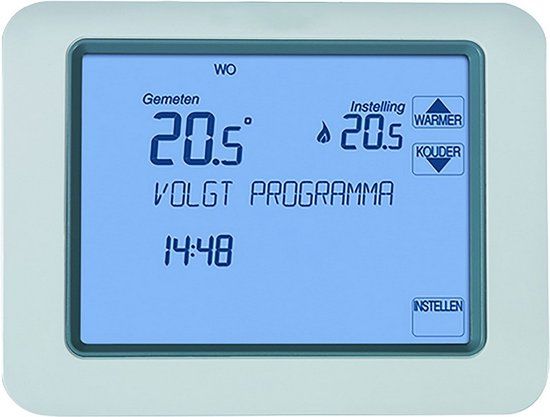 WO
Gemeten
Instelling
20.5°
20.5
WARMER
KOUDER
VOLGT PROGRAMMA
14:48
INSTELLEN